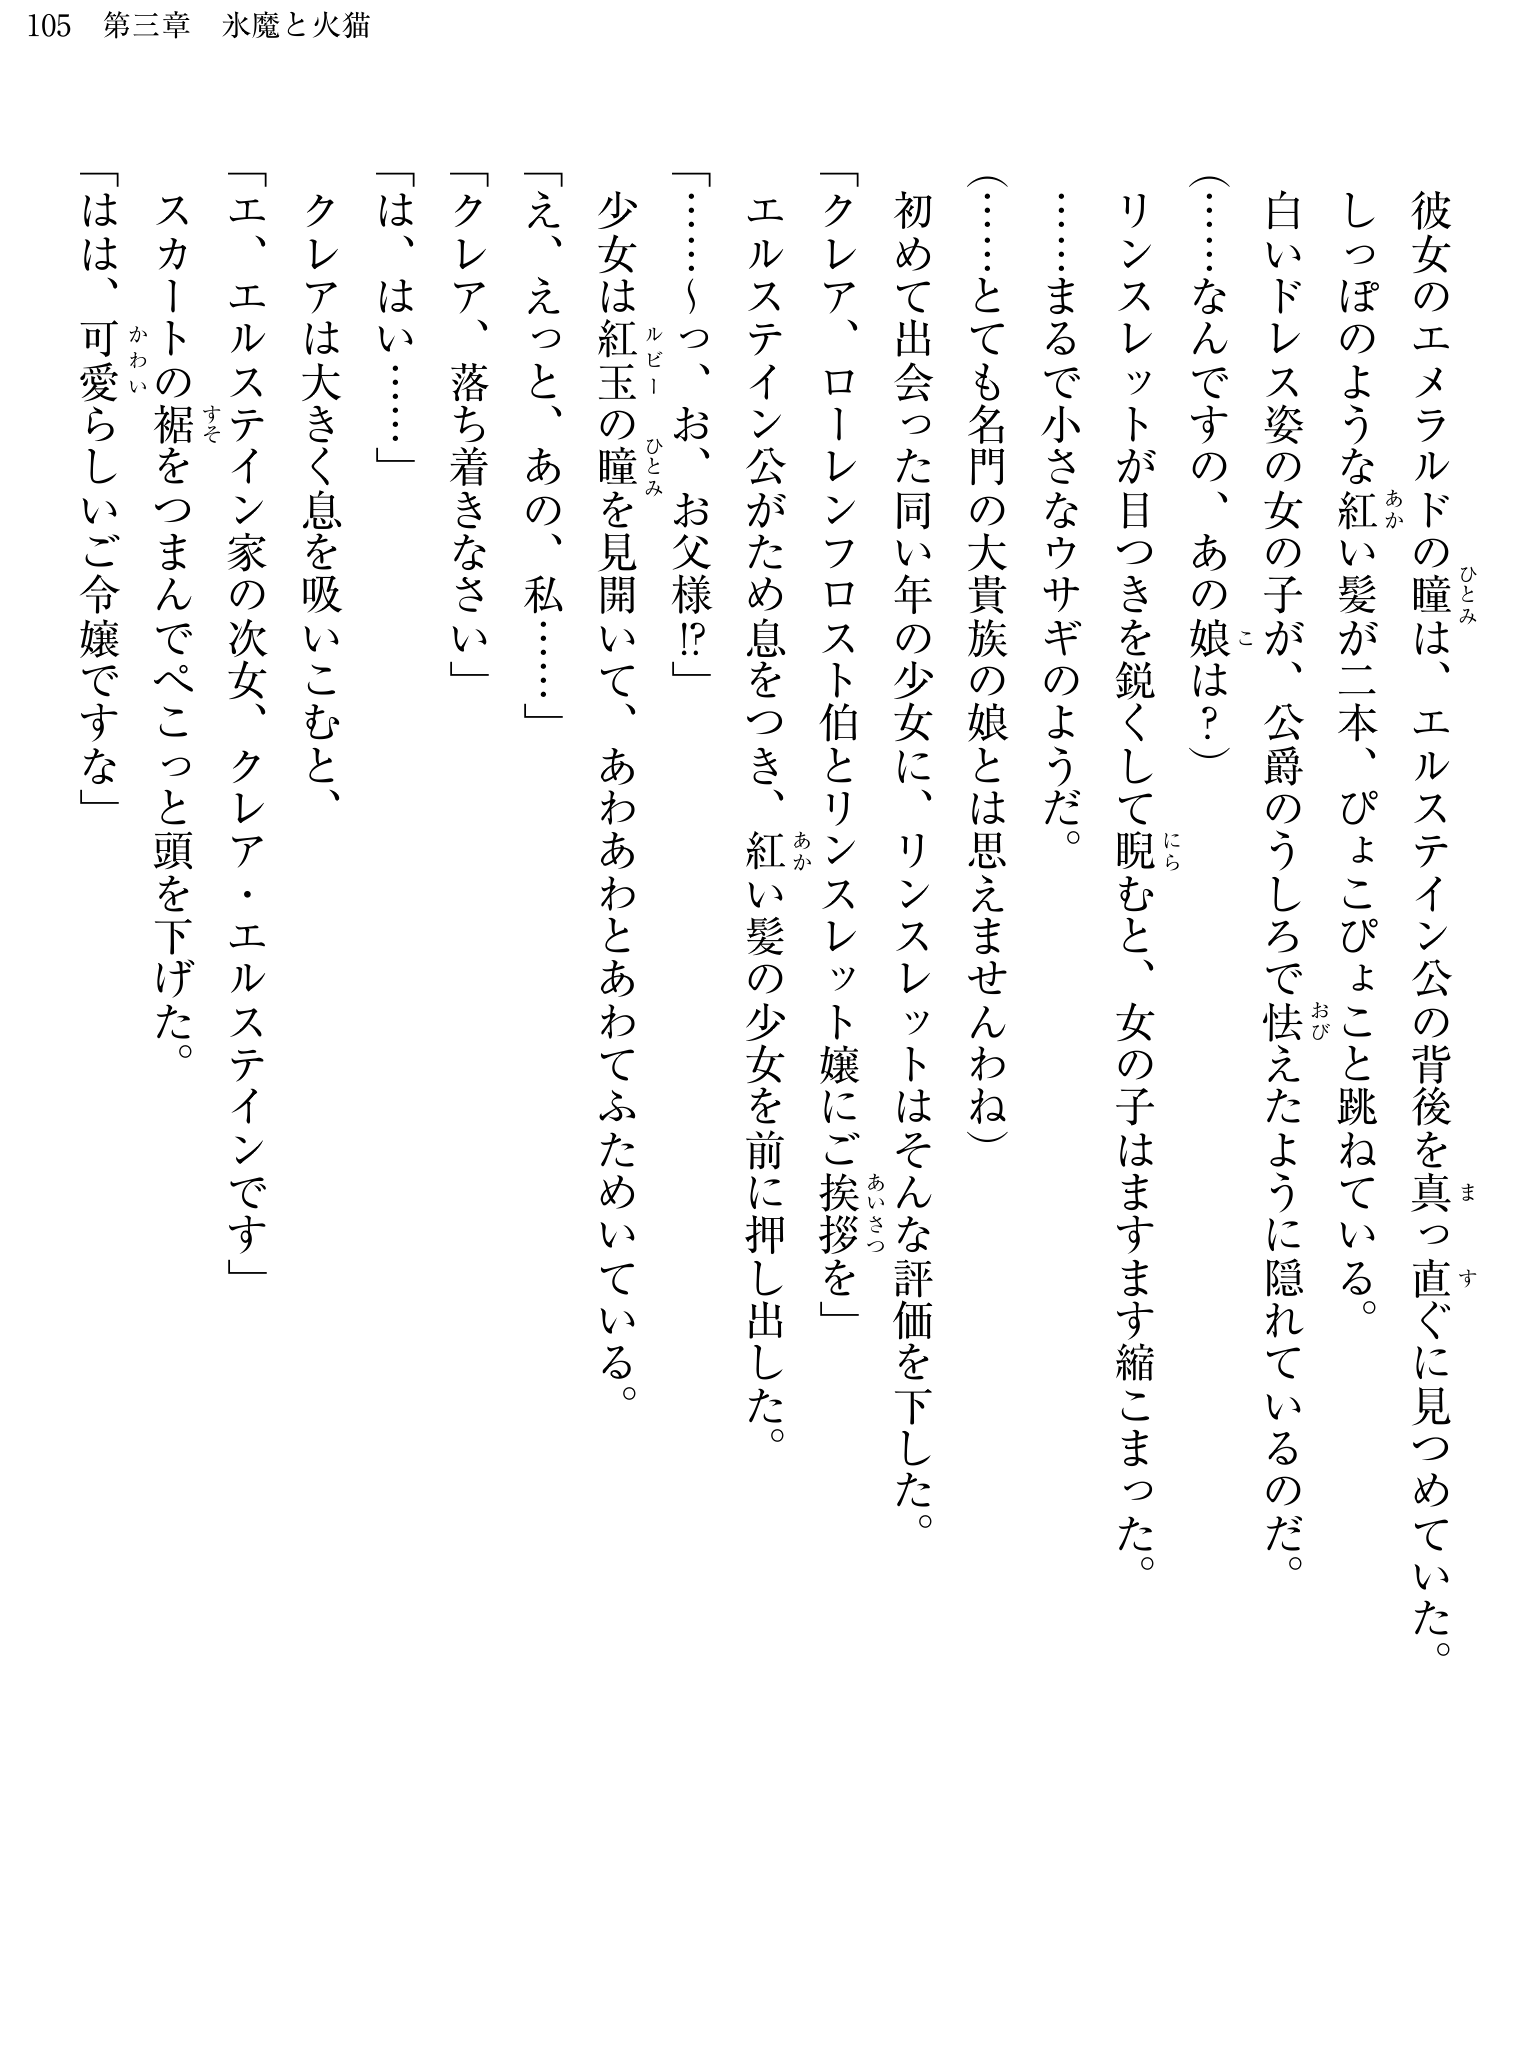 105　第三章　氷魔と火猫
彼女のエメラルドの瞳は、エルステイン公の背後を真っ直ぐに見つめていた。
しっぽのような紅い髪が二本、ぴょこぴょこと跳ねている。
白いドレス姿の女の子が、公爵のうしろで怯えたように隠れているのだ。
(……なんですの、あの娘は?)
リンスレットが目つきを鋭くして睨むと、女の子はますます縮こまった。
……まるで小さなウサギのようだ。
(……とても名門の大貴族の娘とは思えませんわね)
初めて出会った同い年の少女に、リンスレットはそんな評価を下した。
「クレア、ローレンフロスト伯とリンスレット嬢にご挨拶を」
エルステイン公がため息をつき、紅い髪の少女を前に押し出した。
「……～っ、お、お父様!?」
少女は紅玉の瞳を見開いて、あわあわとあわてふためいている。
「え、えっと、あの、私……」
「クレア、落ち着きなさい」
「は、はい……」
クレアは大きく息を吸いこむと、
「エ、エルステイン家の次女、クレア・エルステインです」
スカートの裾をつまんでぺこっと頭を下げた。
「はは、可愛らしいご令嬢ですな」